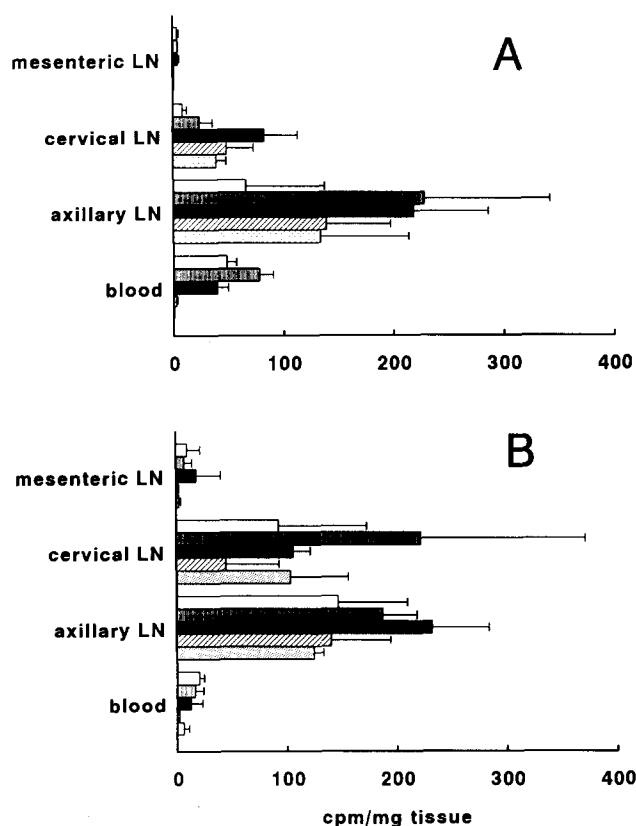 A
mesenteric LN
cervical LN
axillary LN
blood
0 100 200 300 400
B
mesenteric LN
cervical LN
axillary LN
blood
0 100 200 300 400
cpm/mg tissue